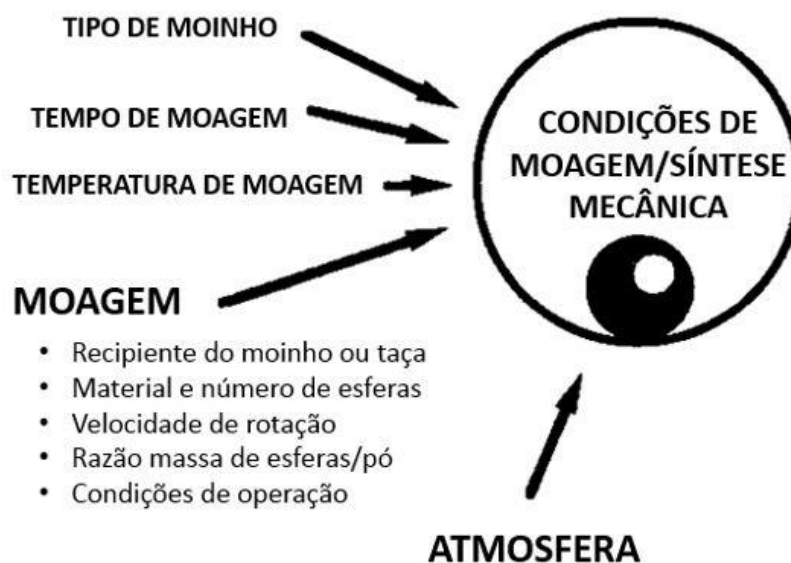 TIPO DE MOINHO
TEMPO DE MOAGEM
TEMPERATURA DE MOAGEM
CONDIÇÕES DE
MOAGEM/SÍNTESE
MECÂNICA
MOAGEM
• Recipiente do moinho ou taça
• Material e número de esferas
• Velocidade de rotação
• Razão massa de esferas/pó
• Condições de operação
ATMOSFERA